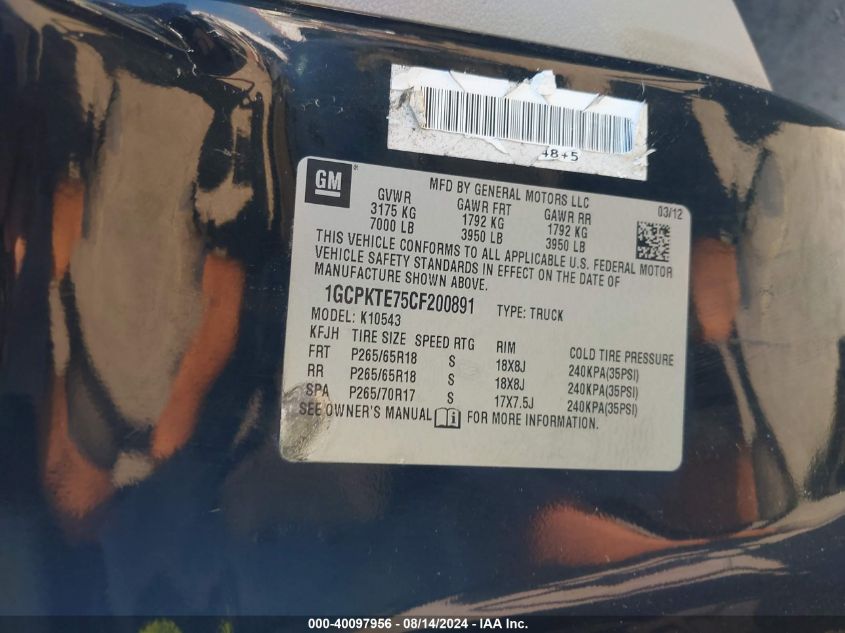 48+5
GM
MFD BY GENERAL MOTORS LLC
03/12
GVWR GAWR FRT GAWR RR
3175 KG 1792 KG 1792 KG
7000 LB 3950 LB 3950 LB
THIS VEHICLE CONFORMS TO ALL APPLICABLE U.S. FEDERAL MOTOR
VEHICLE SAFETY STANDARDS IN EFFECT ON THE DATE OF
MANUFACTURE SHOWN ABOVE.
1GCPKTE75CF200891 TYPE: TRUCK
MODEL: K10543
KFJH TIRE SIZE SPEED RTG RIM COLD TIRE PRESSURE
FRT P265/65R18 S 18X8J 240KPA(35PSI)
RR P265/65R18 S 18X8J 240KPA(35PSI)
SPA P265/70R17 S 17X7.5J 240KPA(35PSI)
SEE OWNER'S MANUAL FOR MORE INFORMATION.
000-40097956 - 08/14/2024 - IAA Inc.